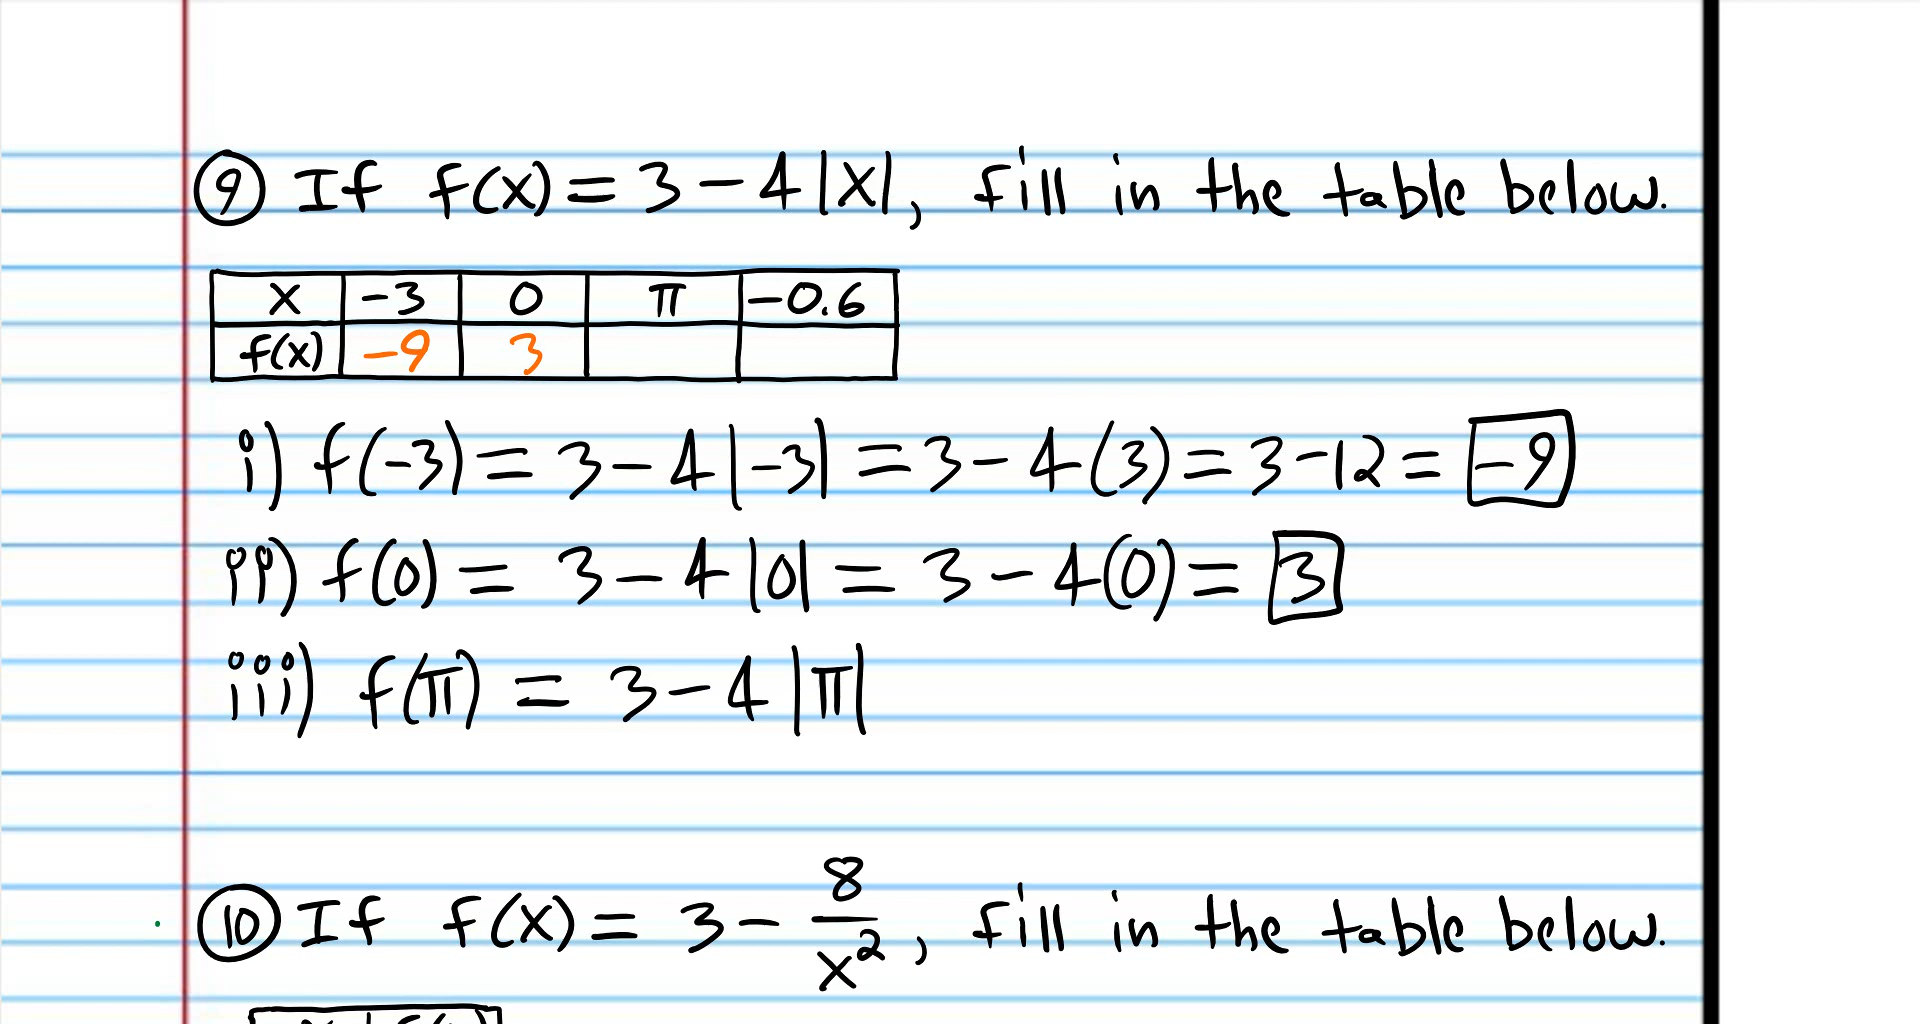 ⑨ If f(x) = 3 - 4|x|, fill in the table below.
x -3 0 π -0.6
f(x) -9 3
i) f(-3) = 3 - 4|-3| = 3 - 4(3) = 3 - 12 = -9
ii) f(0) = 3 - 4|0| = 3 - 4(0) = 3
iii) f(π) = 3 - 4|π|
⑩ If f(x) = 3 - 8/x², fill in the table below.